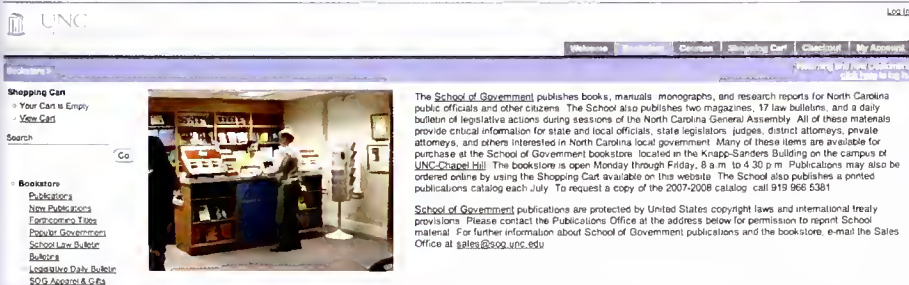 UNC
Log In
Welcome Bookstore Courses Shopping Cart Checkout My Account
Bookstore >
click here to log in
Shopping Cart
Your Cart is Empty
View Cart
Search
Go
Bookstore
Publications
New Publications
Forthcoming Titles
Popular Government
School Law Bulletin
Bulletins
Legislative Daily Bulletin
SOG Apparel & Gifts
The School of Government publishes books, manuals monographs, and research reports for North Carolina
public officials and other citizens The School also publishes two magazines, 17 law bulletins, and a daily
bulletin of legislative actions during sessions of the North Carolina General Assembly All of these materials
provide critical information for state and local officials, state legislators judges, district attorneys, private
attorneys, and others interested in North Carolina local government Many of these items are available for
purchase at the School of Government bookstore located in the Knapp-Sanders Building on the campus of
UNC-Chapel Hill The bookstore is open Monday through Friday, 8 a.m to 4 30 p m Publications may also be
ordered online by using the Shopping Cart available on this website The School also publishes a printed
publications catalog each July To request a copy of the 2007-2008 catalog call 919 966 5381
School of Government publications are protected by United States copyright laws and international treaty
provisions Please contact the Publications Office at the address below for permission to reprint School
material For further information about School of Government publications and the bookstore, e-mail the Sales
Office at sales@sog.unc.edu